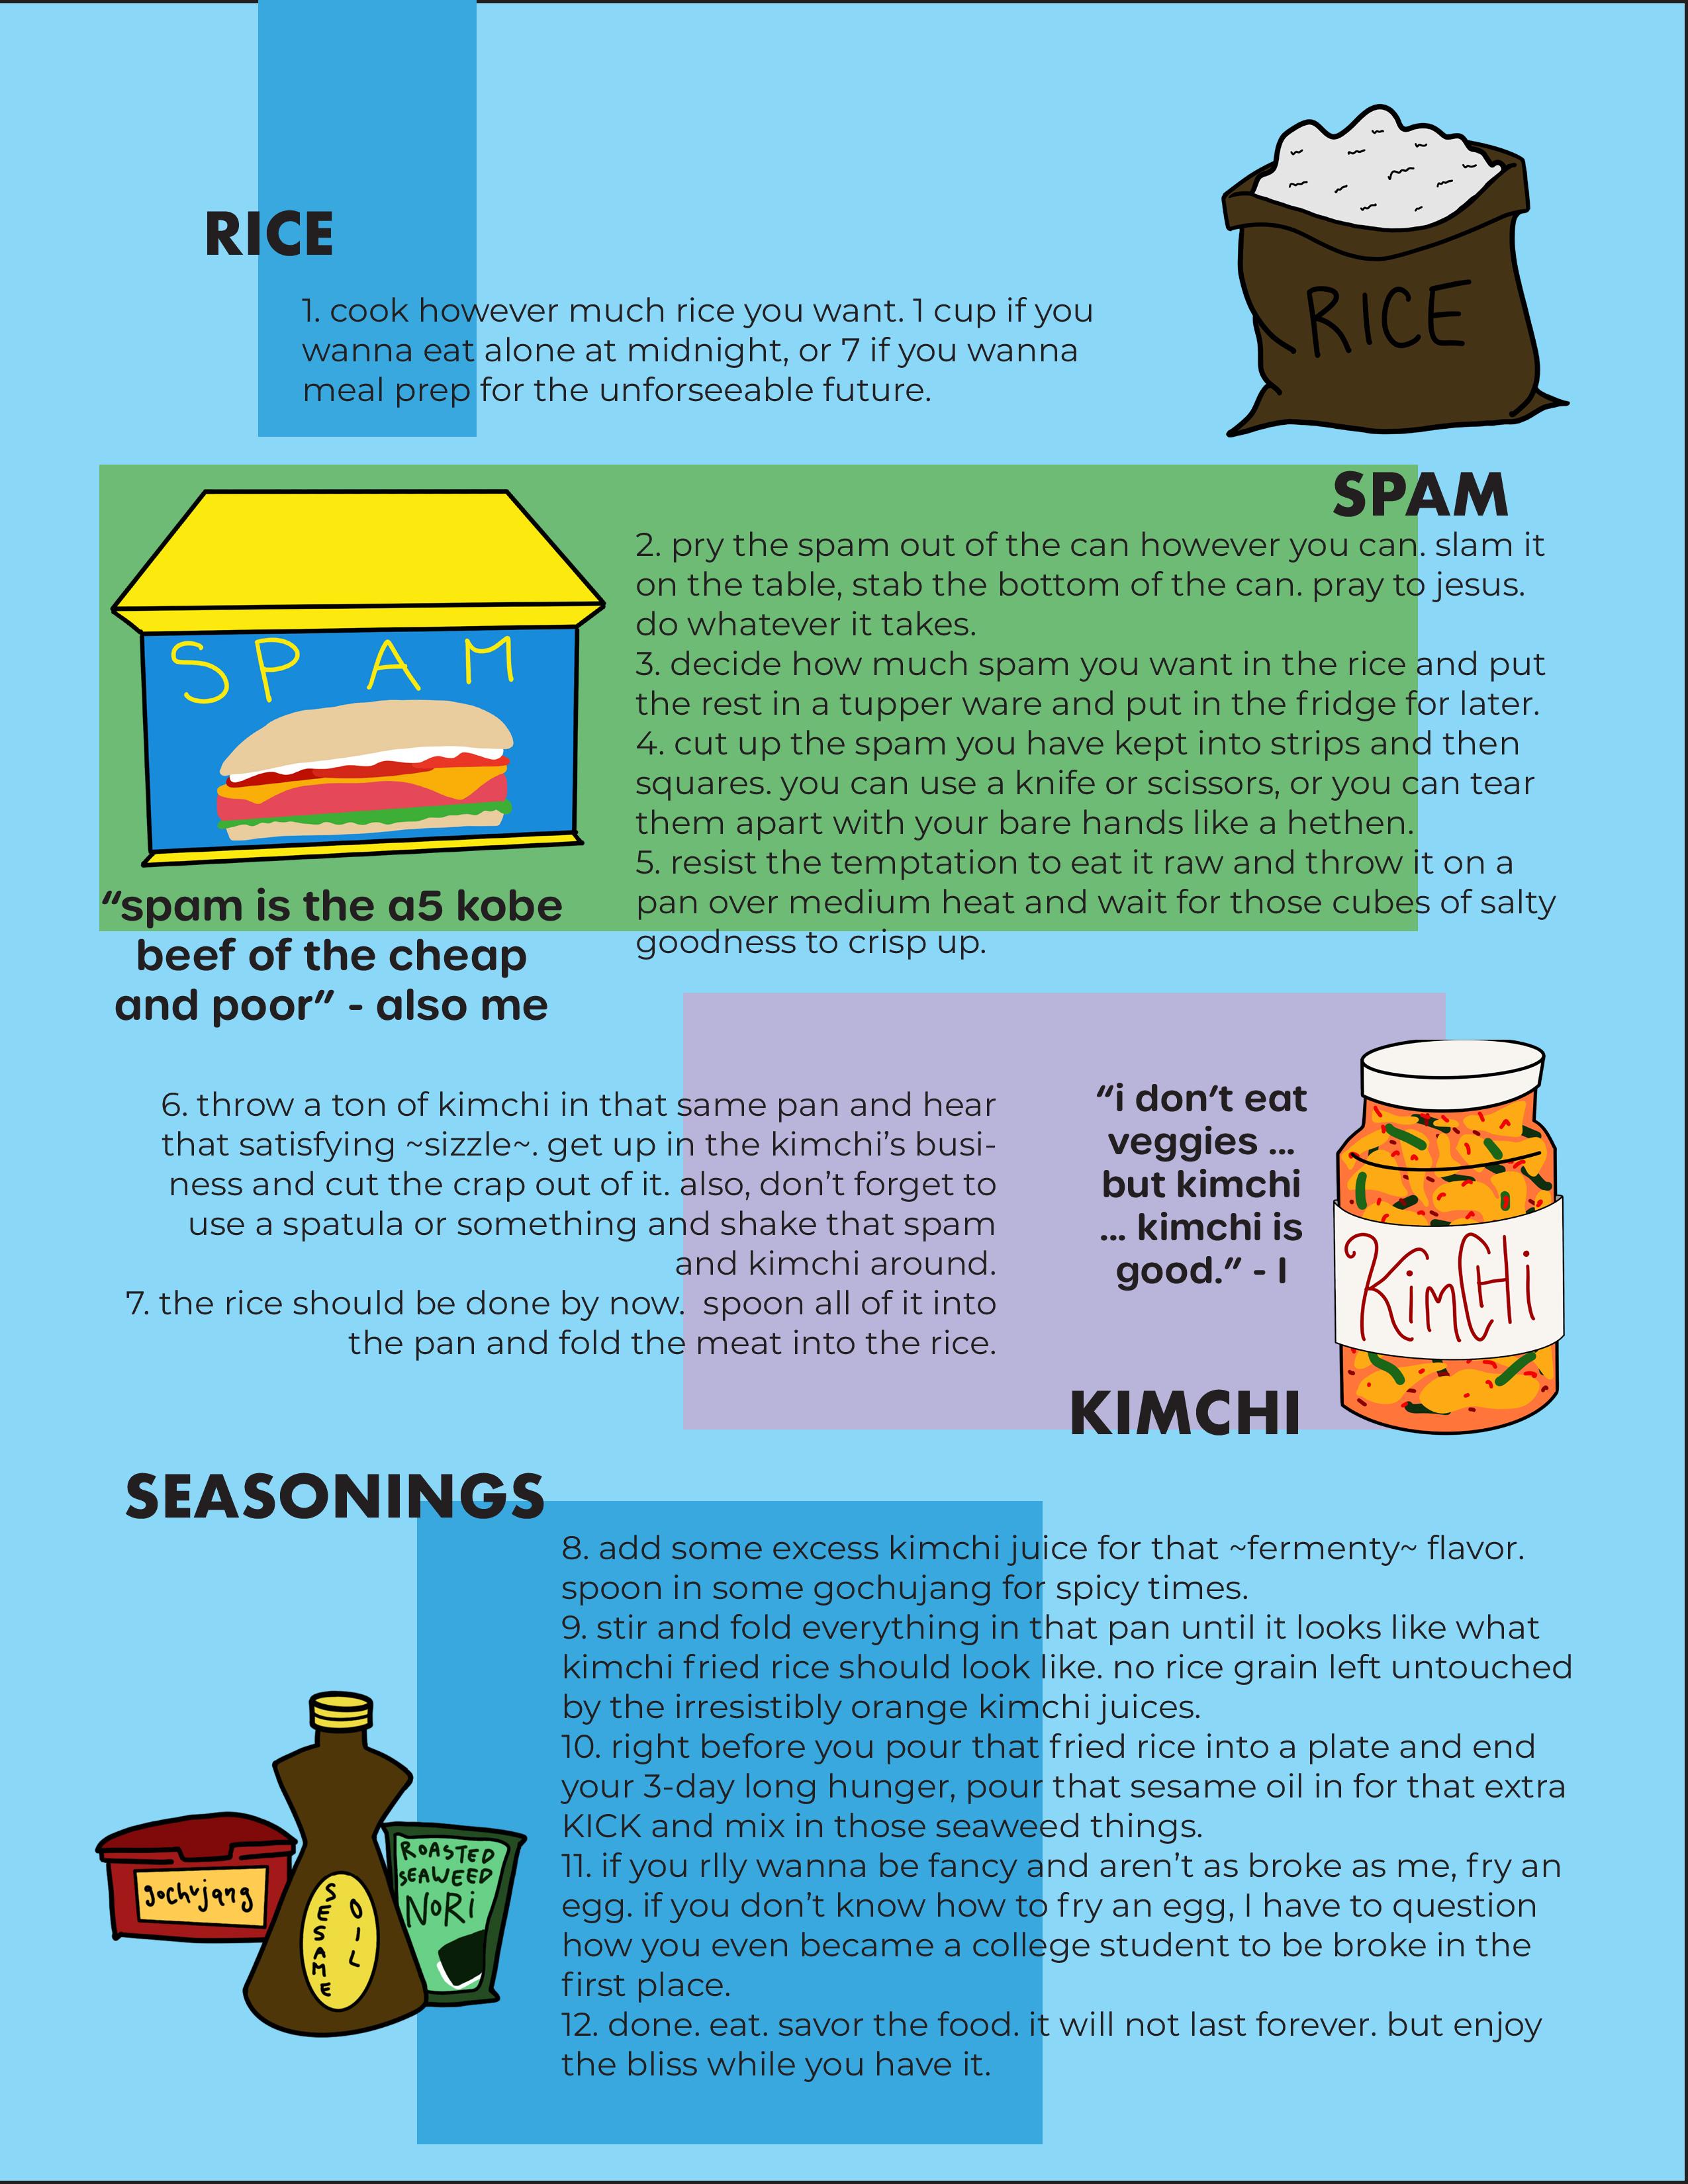 RICE
RICE
1. cook however much rice you want. 1 cup if you
wanna eat alone at midnight, or 7 if you wanna
meal prep for the unforseeable future.
SPAM
SPAM
2. pry the spam out of the can however you can. slam it
on the table, stab the bottom of the can. pray to jesus.
do whatever it takes.
3. decide how much spam you want in the rice and put
the rest in a tupper ware and put in the fridge for later.
4. cut up the spam you have kept into strips and then
squares. you can use a knife or scissors, or you can tear
them apart with your bare hands like a hethen.
5. resist the temptation to eat it raw and throw it on a
pan over medium heat and wait for those cubes of salty
goodness to crisp up.
“spam is the a5 kobe
beef of the cheap
and poor” - also me
6. throw a ton of kimchi in that same pan and hear
that satisfying ~sizzle~. get up in the kimchi’s busi-
ness and cut the crap out of it. also, don’t forget to
use a spatula or something and shake that spam
and kimchi around.
7. the rice should be done by now.  spoon all of it into
the pan and fold the meat into the rice.
“i don’t eat
veggies ...
but kimchi
... kimchi is
good.” - I
KimCHi
KIMCHI
SEASONINGS
8. add some excess kimchi juice for that ~fermenty~ flavor.
spoon in some gochujang for spicy times.
9. stir and fold everything in that pan until it looks like what
kimchi fried rice should look like. no rice grain left untouched
by the irresistibly orange kimchi juices.
10. right before you pour that fried rice into a plate and end
your 3-day long hunger, pour that sesame oil in for that extra
KICK and mix in those seaweed things.
11. if you rlly wanna be fancy and aren’t as broke as me, fry an
egg. if you don’t know how to fry an egg, I have to question
how you even became a college student to be broke in the
first place.
12. done. eat. savor the food. it will not last forever. but enjoy
the bliss while you have it.
gochujang
SESAME
OIL
ROASTED
SEAWEED
NORi